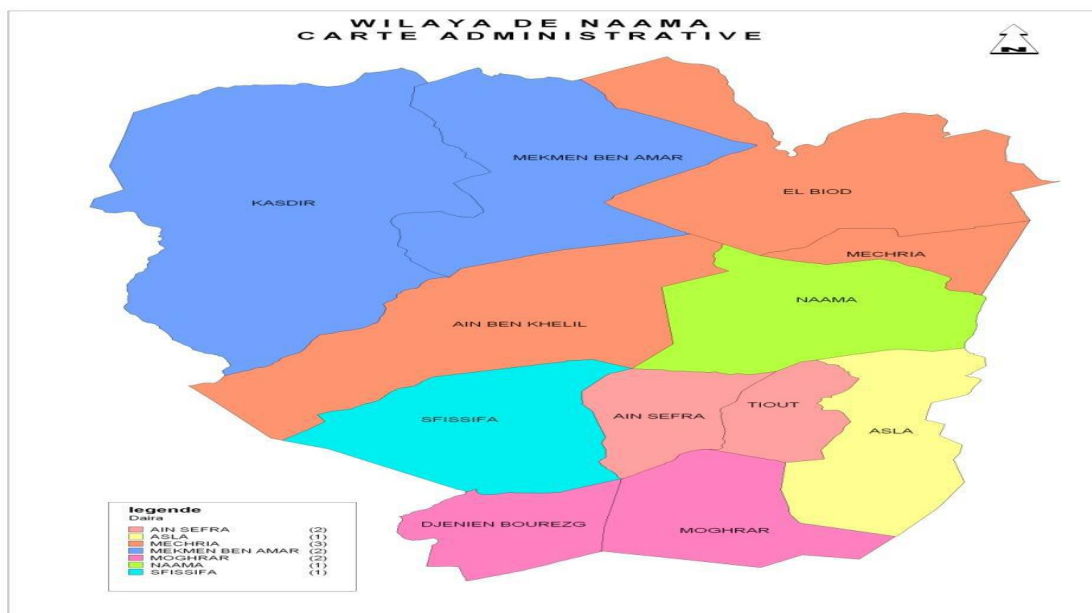 WILAYA DE NAAMA
CARTE ADMINISTRATIVE
N
MEKMEN BEN AMAR
KASDIR
EL BIOD
MECHRIA
NAAMA
AIN BEN KHELIL
SFISSIFA
AIN SEFRA
TIOUT
ASLA
DJENIEN BOUREZG
MOGHRAR
legende
Daira
AIN SEFRA (2)
ASLA (1)
MECHRIA (3)
MEKMEN BEN AMAR (2)
MOGHRAR (2)
NAAMA (1)
SFISSIFA (1)